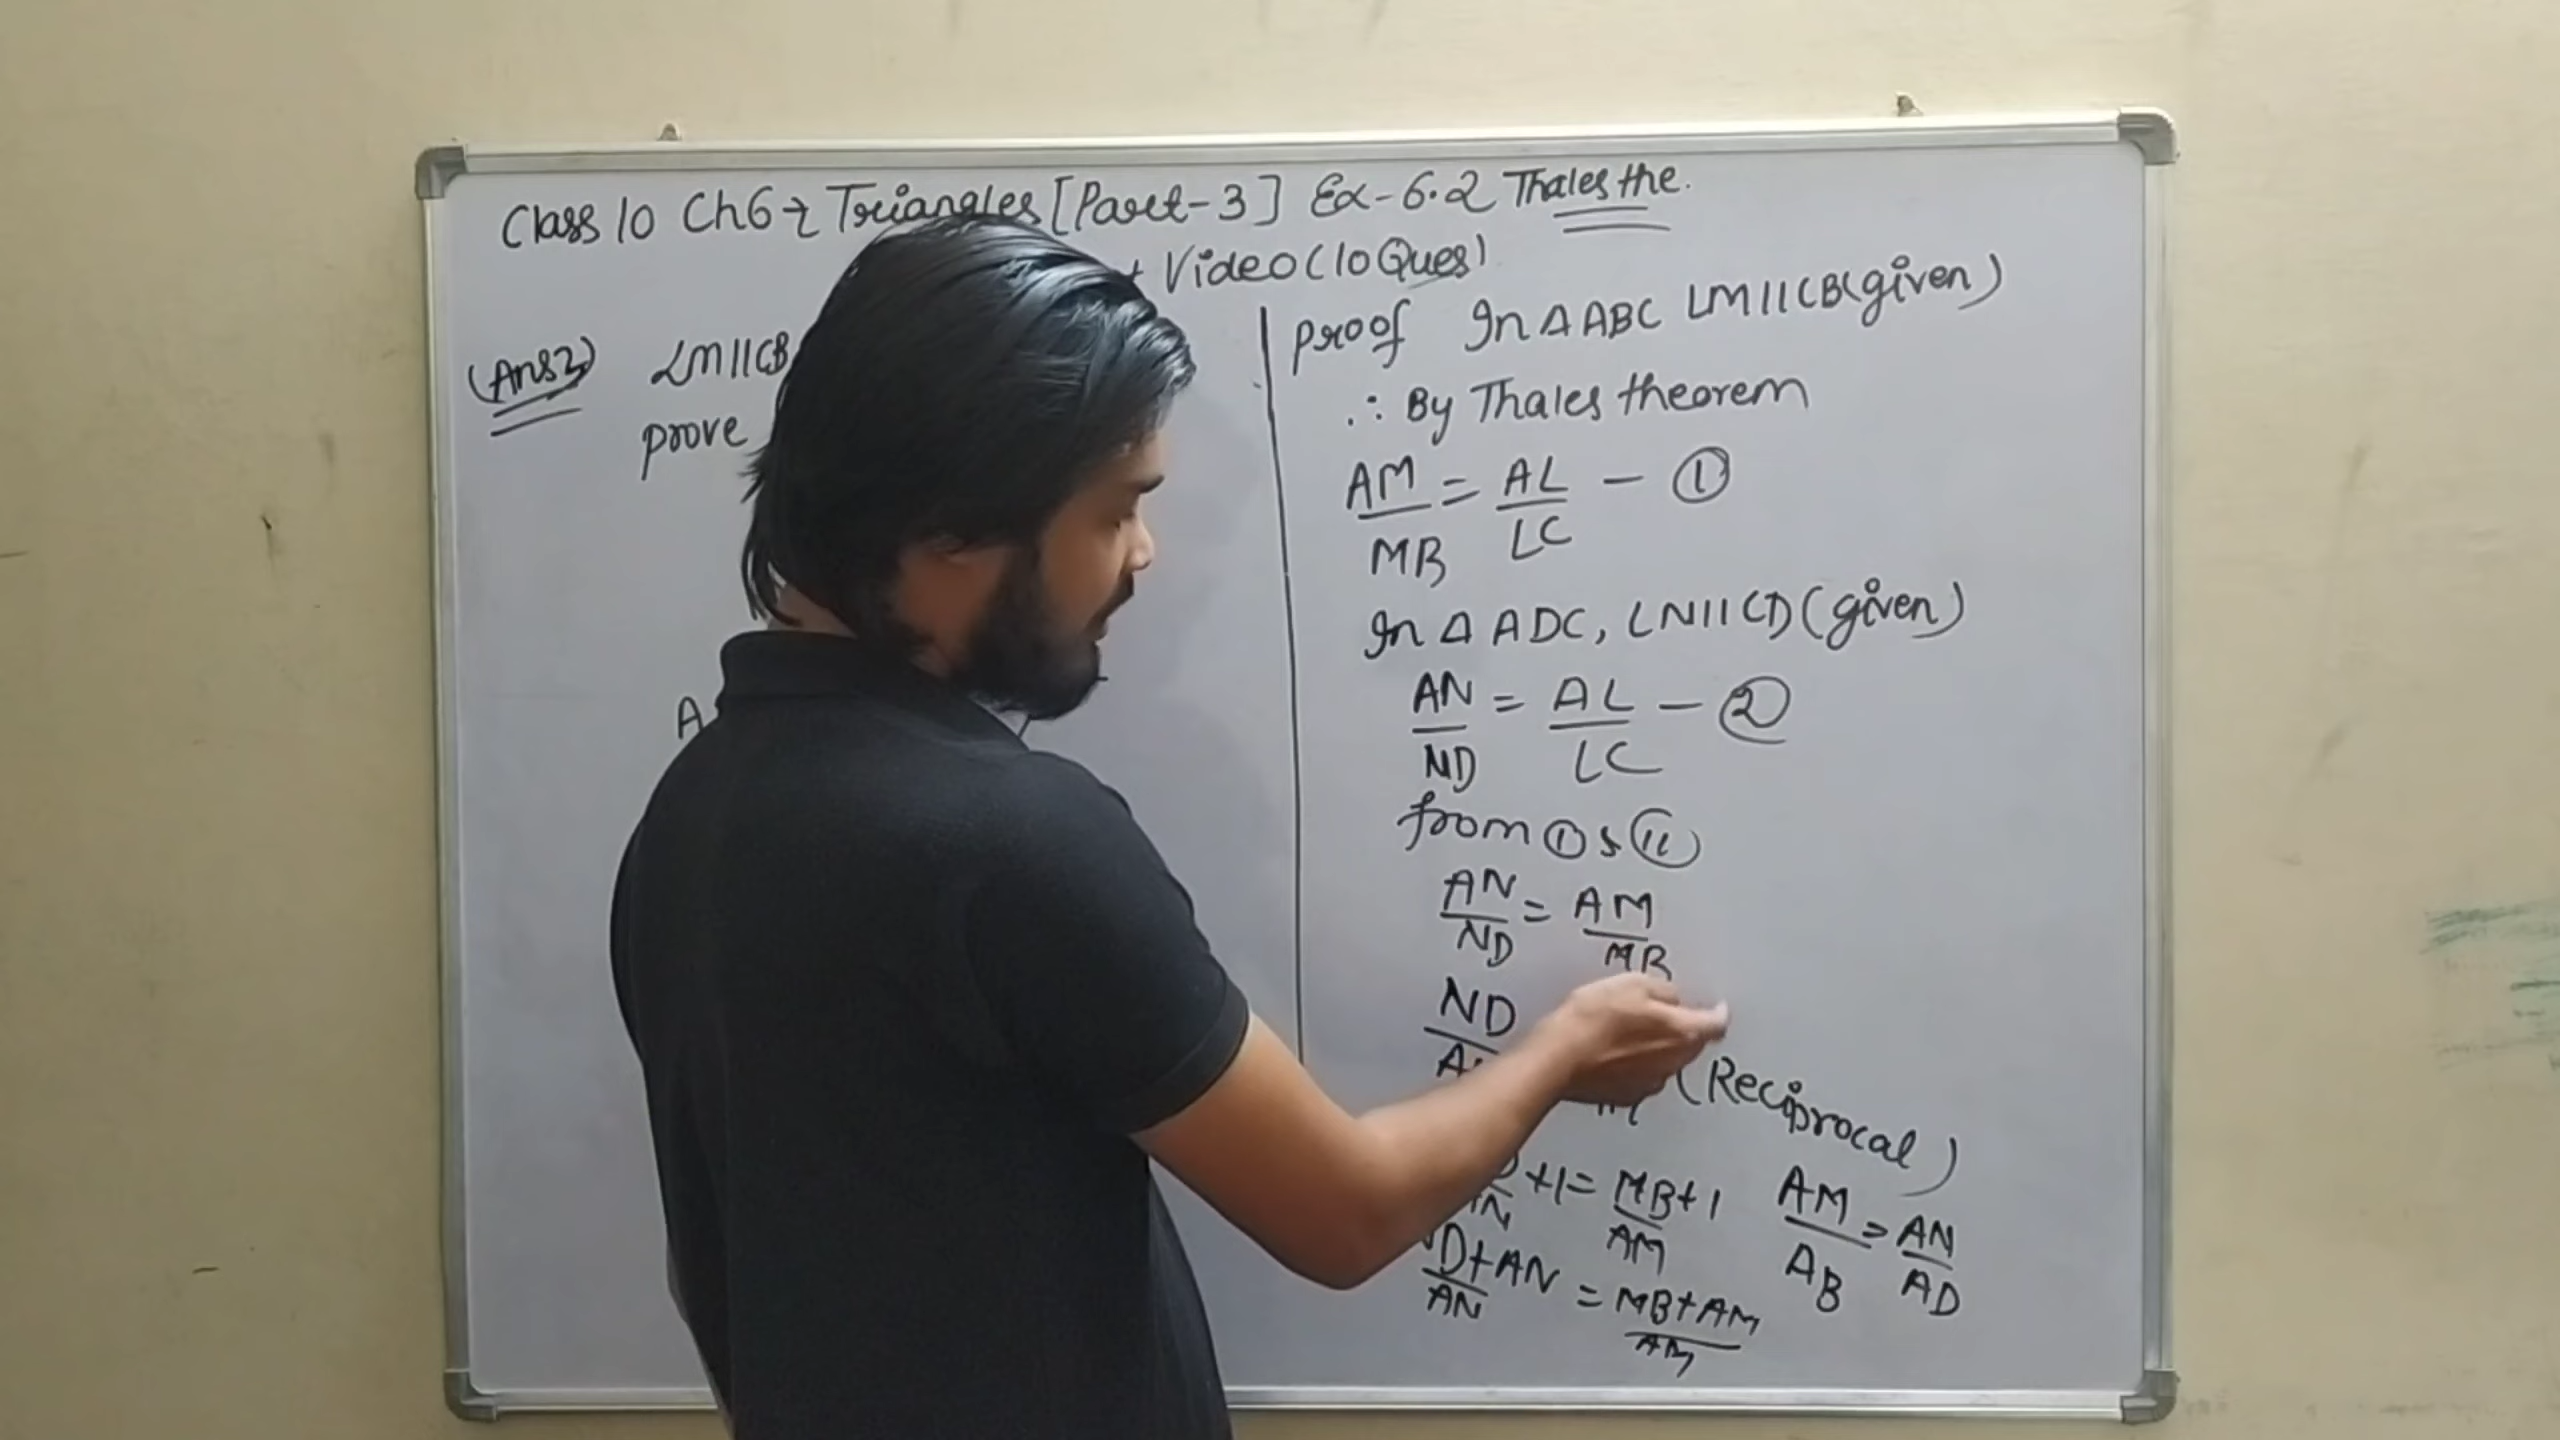 Class 10 Ch6 → Triangles [Part-3] Ex-6.2 Thales the.
Video (10 Ques)
(Ans2) LM||CB
prove
A
Proof In Δ ABC LM||CB (given)
∴ By Thales theorem
AM/MB = AL/LC - ①
In Δ ADC, LN||CD (given)
AN/ND = AL/LC - ②
from ① & (ii)
AN/ND = AM/MB
ND
(Reciprocal)
+1 = MB/AM + 1
AM/AB = AN/AD
ND+AN/AN = MB+AM/AM